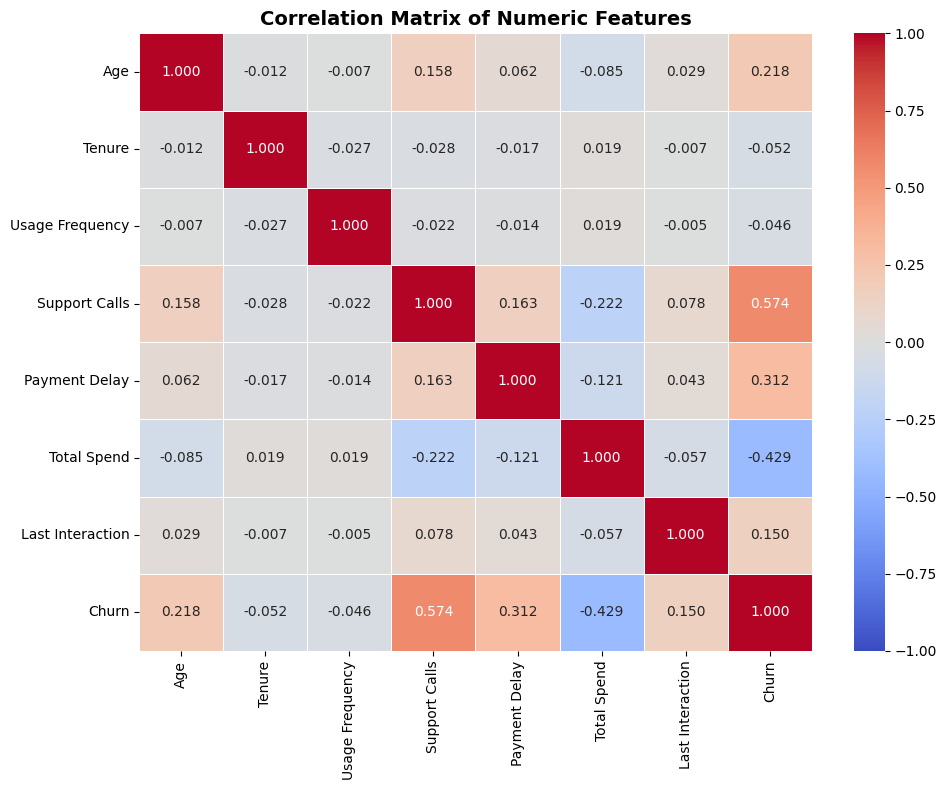 Correlation Matrix of Numeric Features
Age 1.000 -0.012 -0.007 0.158 0.062 -0.085 0.029 0.218
Tenure -0.012 1.000 -0.027 -0.028 -0.017 0.019 -0.007 -0.052
Usage Frequency -0.007 -0.027 1.000 -0.022 -0.014 0.019 -0.005 -0.046
Support Calls 0.158 -0.028 -0.022 1.000 0.163 -0.222 0.078 0.574
Payment Delay 0.062 -0.017 -0.014 0.163 1.000 -0.121 0.043 0.312
Total Spend -0.085 0.019 0.019 -0.222 -0.121 1.000 -0.057 -0.429
Last Interaction 0.029 -0.007 -0.005 0.078 0.043 -0.057 1.000 0.150
Churn 0.218 -0.052 -0.046 0.574 0.312 -0.429 0.150 1.000
Age
Tenure
Usage Frequency
Support Calls
Payment Delay
Total Spend
Last Interaction
Churn
1.00
0.75
0.50
0.25
0.00
−0.25
−0.50
−0.75
−1.00